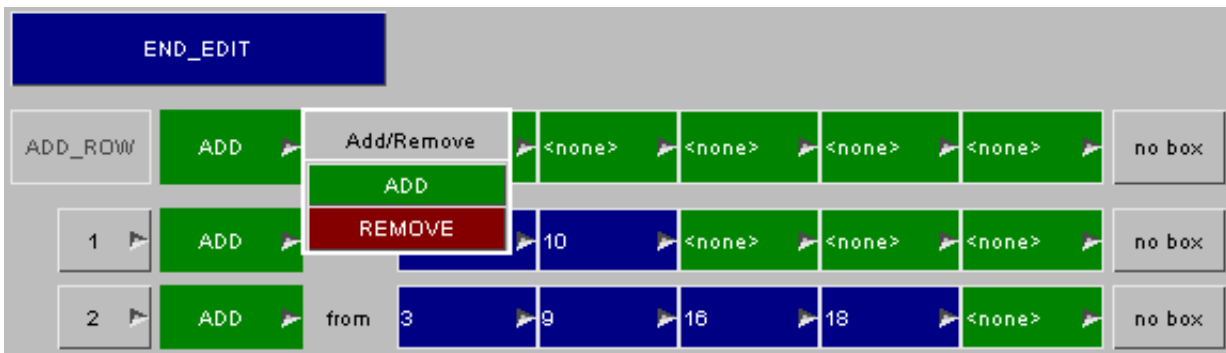 END_EDIT
ADD_ROW ADD Add/Remove <none> <none> <none> <none> no box
ADD
REMOVE
1 ADD 10 <none> <none> <none> no box
2 ADD from 3 9 16 18 <none> no box